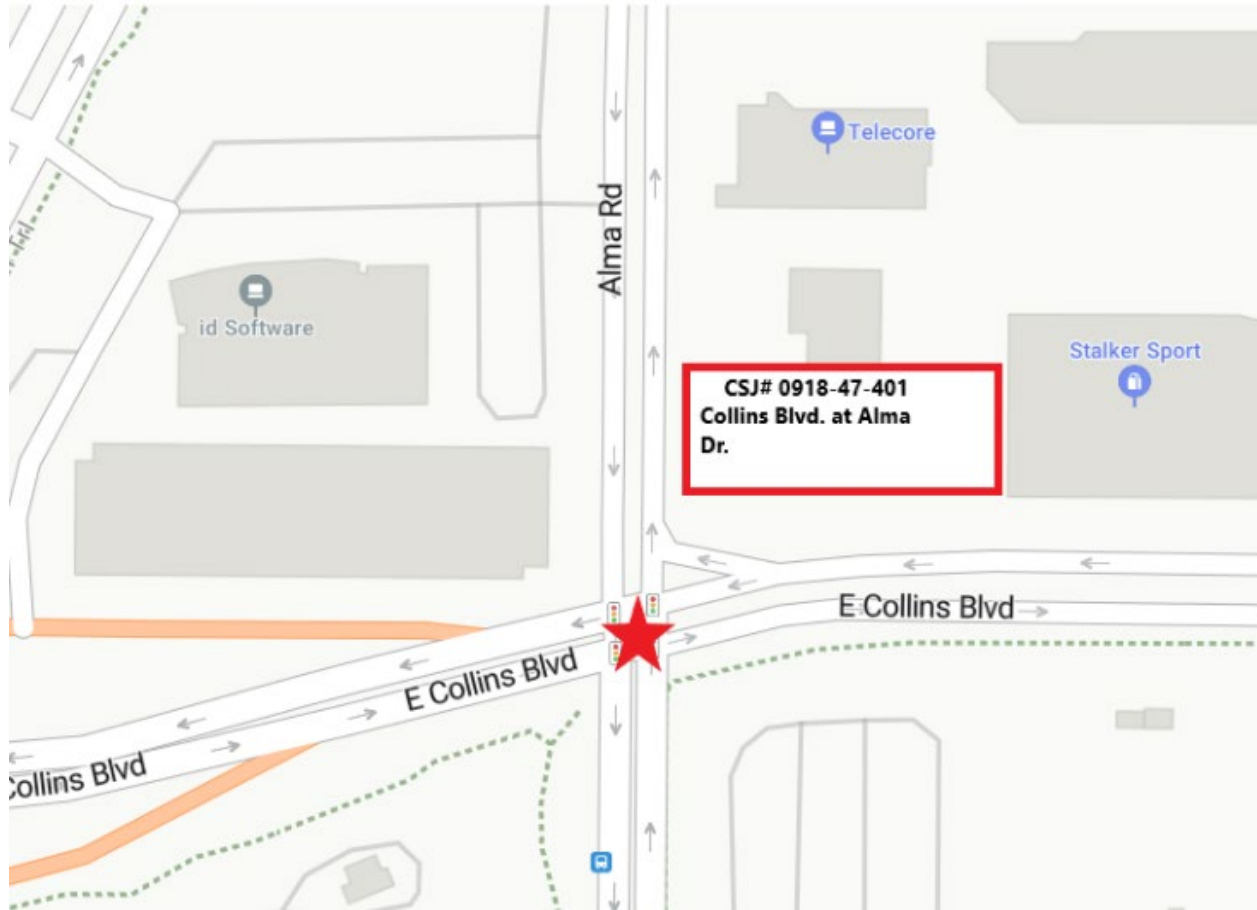 Telecore
Alma Rd
id Software
Stalker Sport
CSJ# 0918-47-401
Collins Blvd. at Alma
Dr.
E Collins Blvd
E Collins Blvd
Collins Blvd